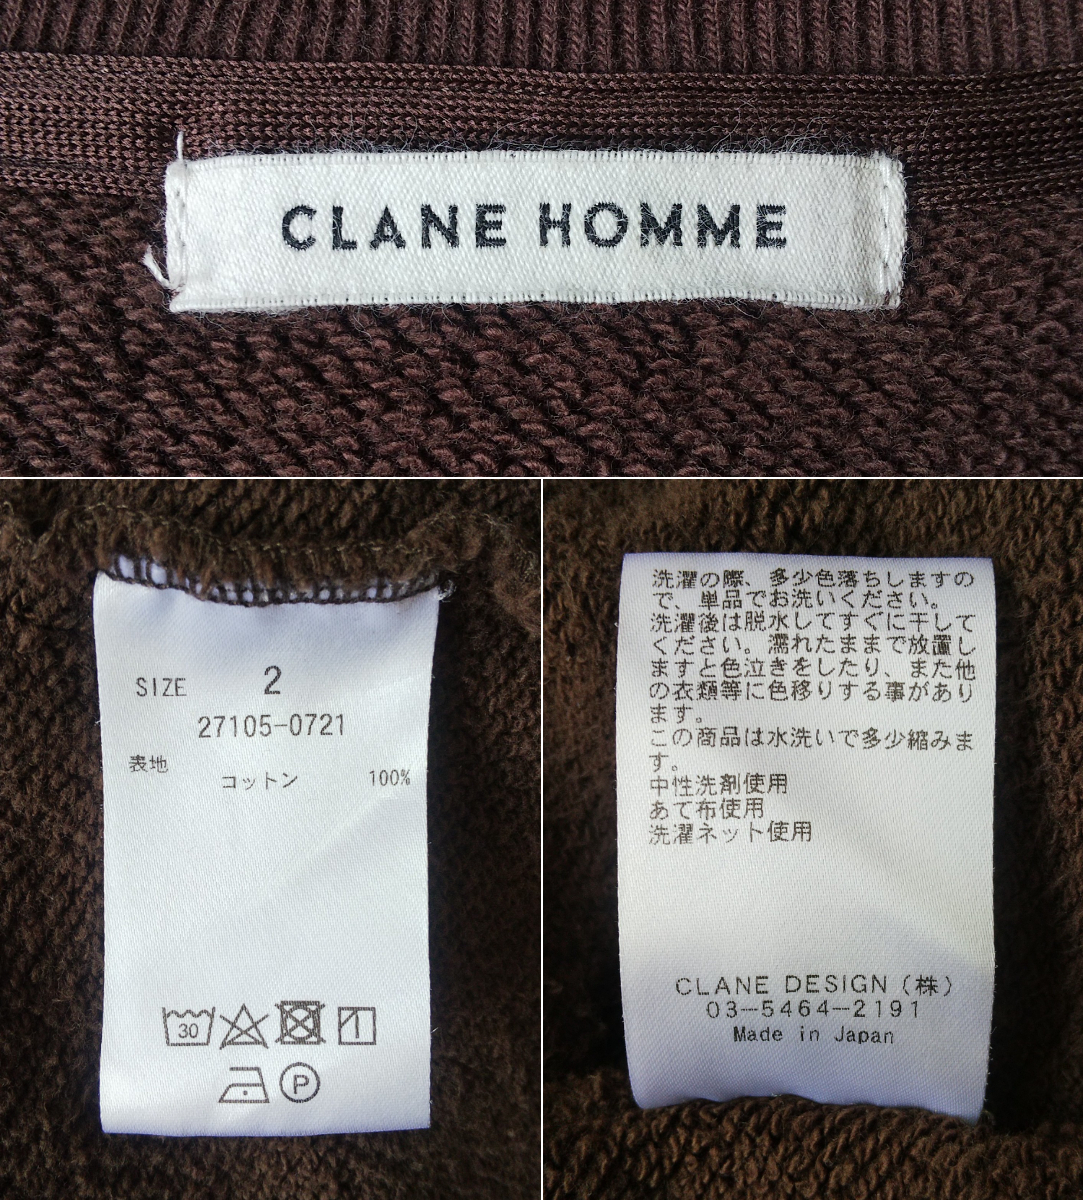 CLANE HOMME
SIZE 2
27105-0721
表地
コットン 100%
30
P
洗濯の際、多少色落ちしますの
で、単品でお洗いください。
洗濯後は脱水してすぐに干して
ください。濡れたままで放置し
ますと色泣きをしたり、また他
の衣類等に色移りする事があり
ます。
この商品は水洗いで多少縮みま
す。
中性洗剤使用
あて布使用
洗濯ネット使用
CLANE DESIGN (株)
03-5464-2191
Made in Japan